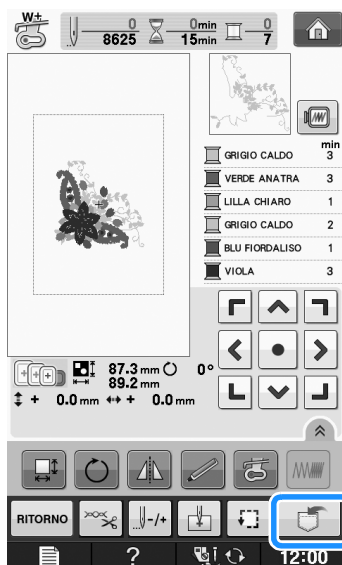 W+
0 0min 0
8625 15min 7
min
GRIGIO CALDO 3
VERDE ANATRA 3
LILLA CHIARO 1
GRIGIO CALDO 2
BLU FIORDALISO 1
VIOLA 3
87.3 mm 0°
89.2 mm
+ 0.0 mm + 0.0 mm
RITORNO -/+
? 12:00